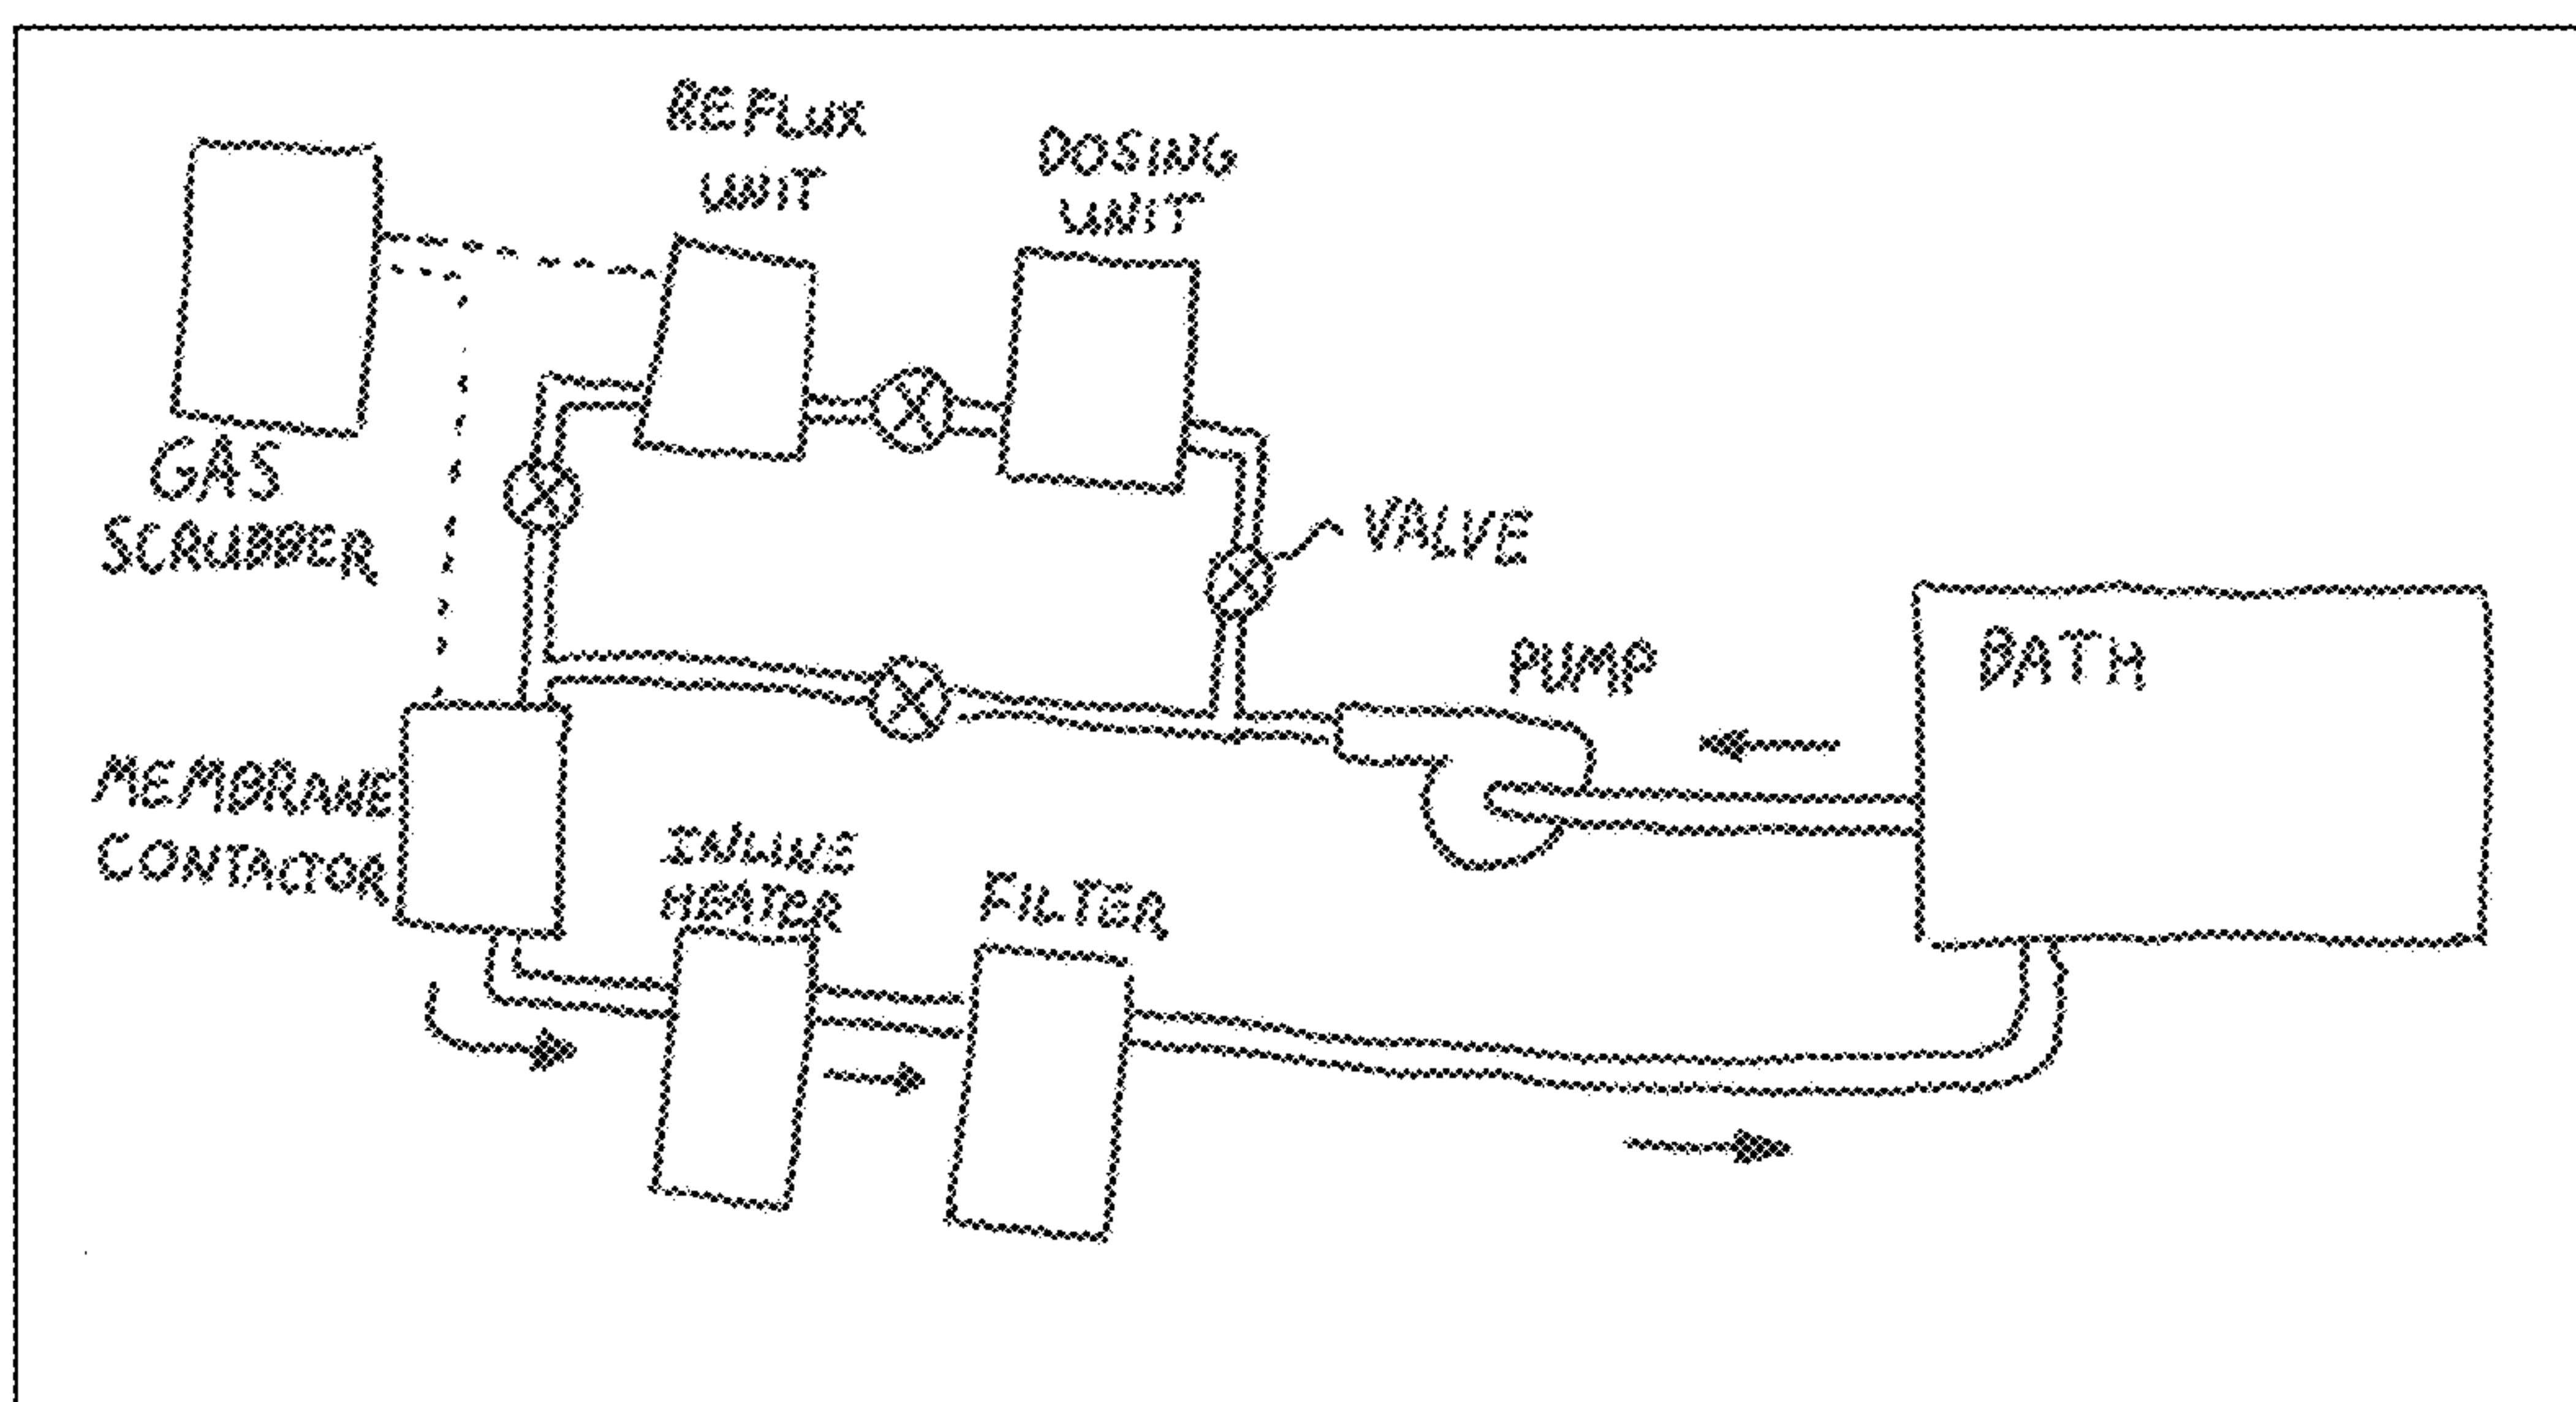 REFLUX
UNIT
DOSING
UNIT
GAS
SCRUBBER
VALVE
PUMP
BATH
MEMBRANE
CONTACTOR
INLINE
HEATER
FILTER